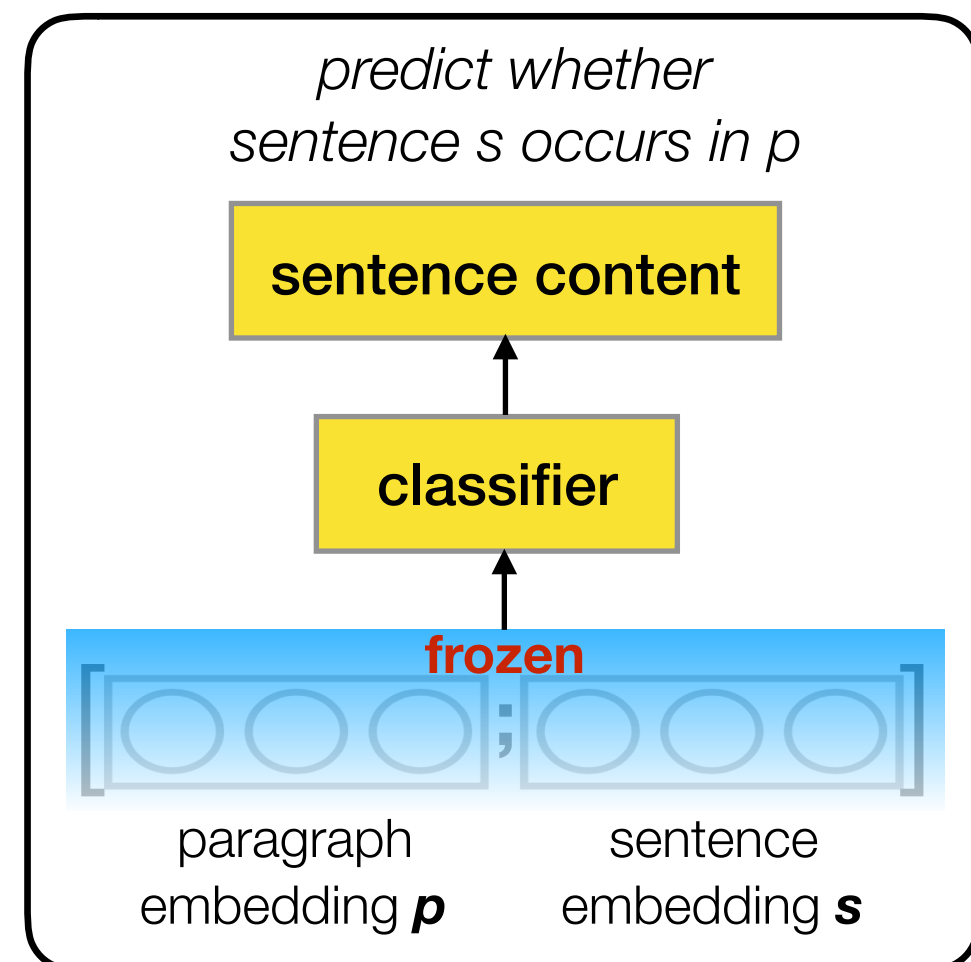 predict whether
sentence s occurs in p
sentence content
classifier
frozen
[ ; ]
paragraph
embedding p
sentence
embedding s